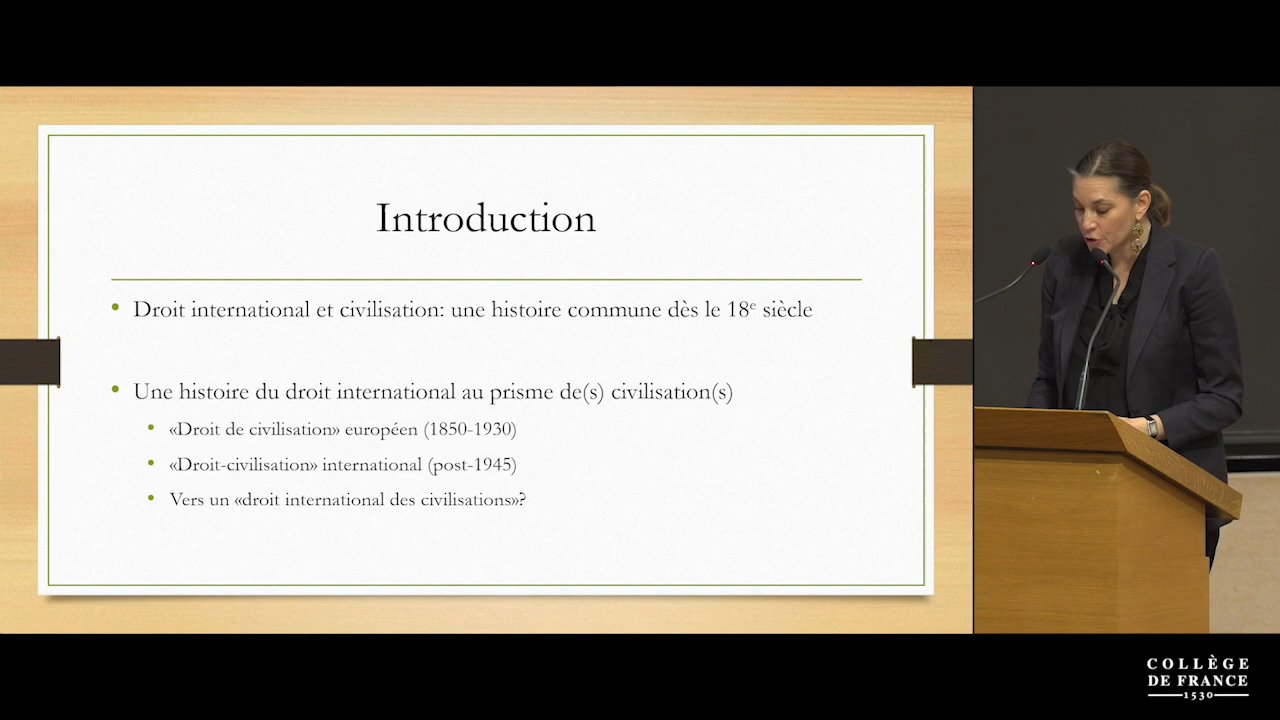 Introduction
• Droit international et civilisation: une histoire commune dès le 18e siècle
• Une histoire du droit international au prisme de(s) civilisation(s)
• «Droit de civilisation» européen (1850-1930)
• «Droit-civilisation» international (post-1945)
• Vers un «droit international des civilisations»?
COLLÈGE
DE FRANCE
1530